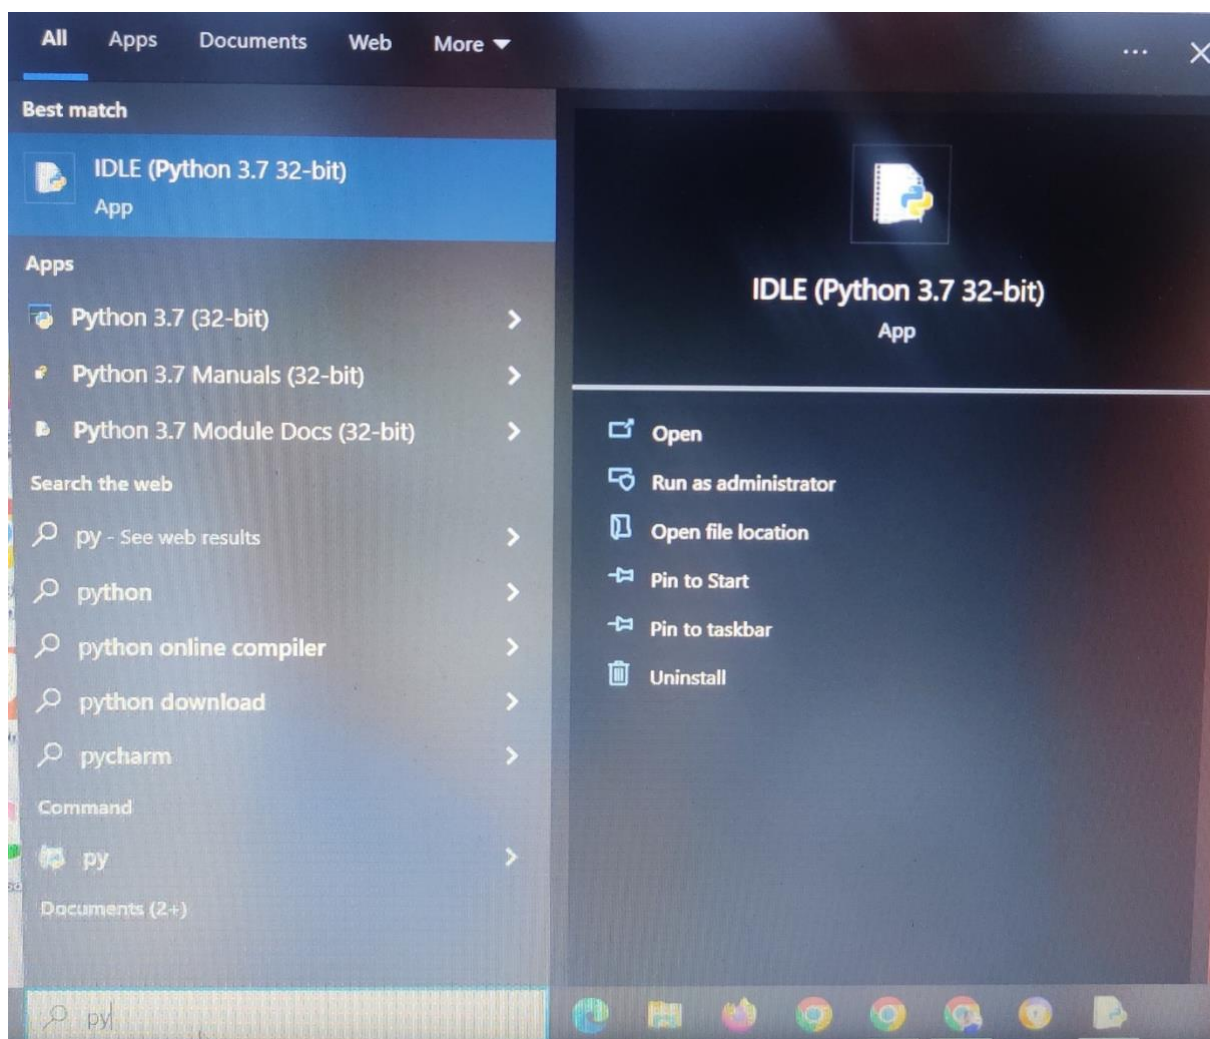 All Apps Documents Web More
Best match
IDLE (Python 3.7 32-bit)
App
Apps
Python 3.7 (32-bit)
Python 3.7 Manuals (32-bit)
Python 3.7 Module Docs (32-bit)
Search the web
py - See web results
python
python online compiler
python download
pycharm
Command
py
Documents (2+)
py
IDLE (Python 3.7 32-bit)
App
Open
Run as administrator
Open file location
Pin to Start
Pin to taskbar
Uninstall